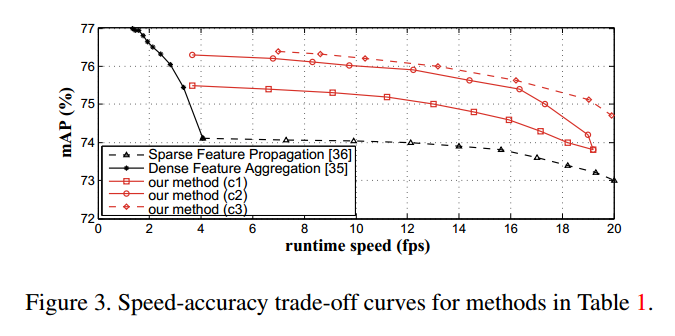 77
76
75
74
73
72
mAP (%)
Sparse Feature Propagation [36]
Dense Feature Aggregation [35]
our method (c1)
our method (c2)
our method (c3)
0 2 4 6 8 10 12 14 16 18 20
runtime speed (fps)
Figure 3. Speed-accuracy trade-off curves for methods in Table 1.